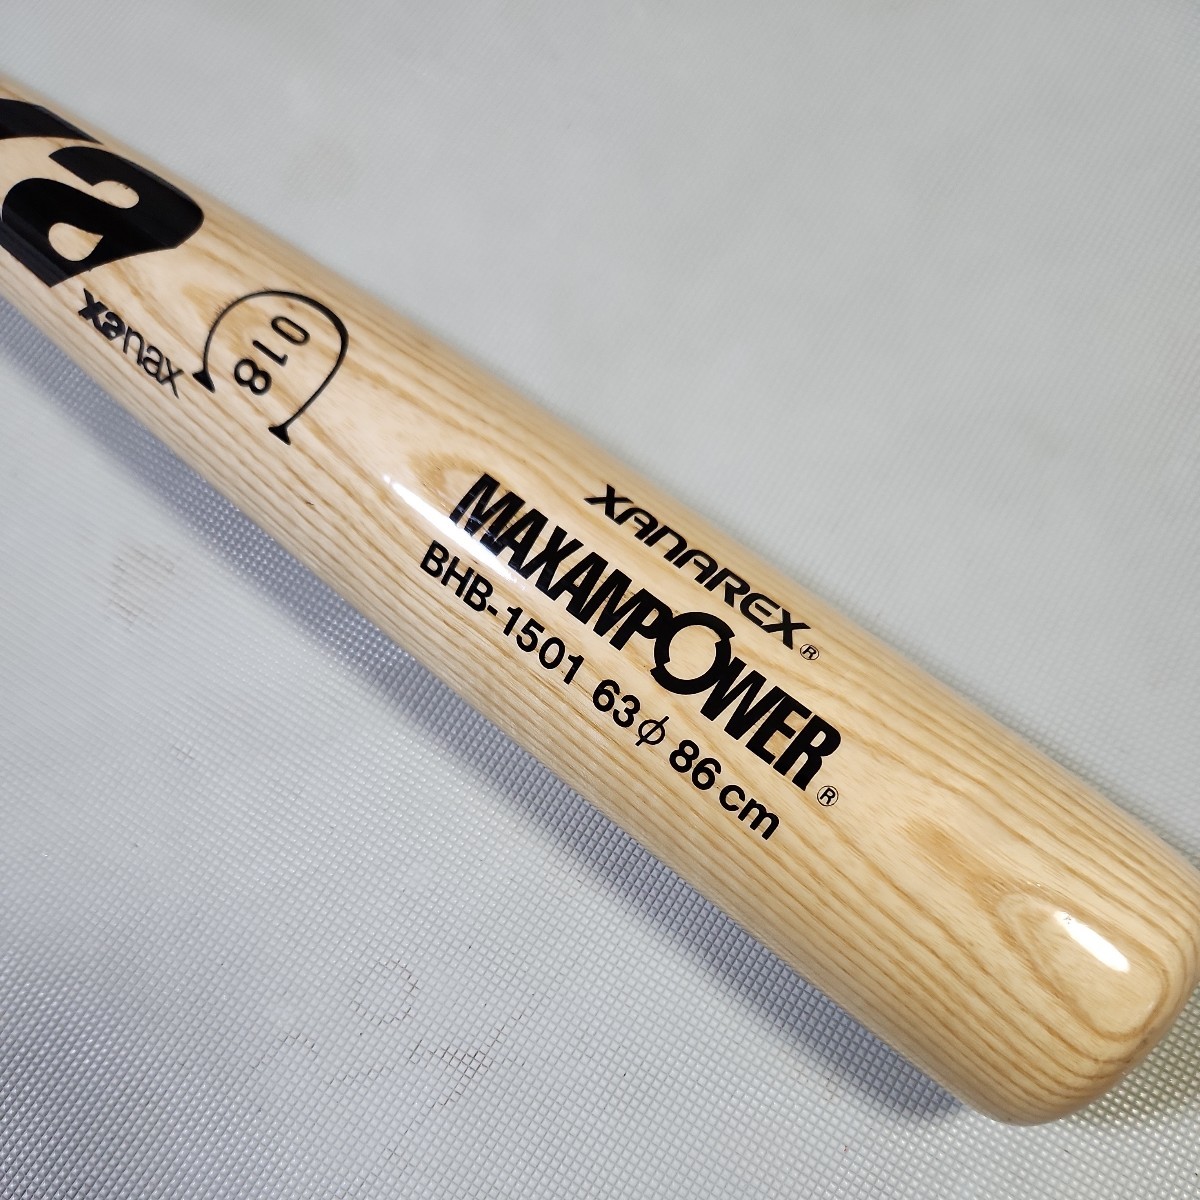 xanax
018
XANAREX®
MAXAMPOWER®
BHB-1501 63φ 86cm